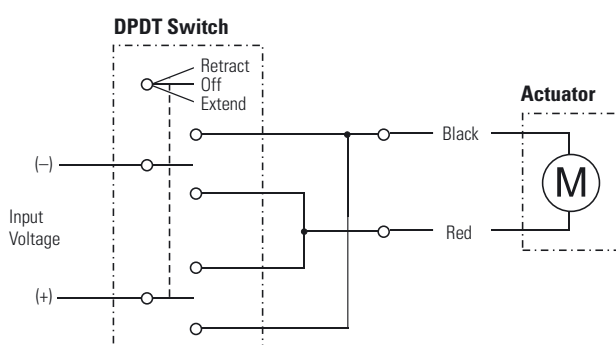 DPDT Switch
Retract
Off
Extend
Actuator
Black
(–)
M
Input
Voltage
Red
(+)